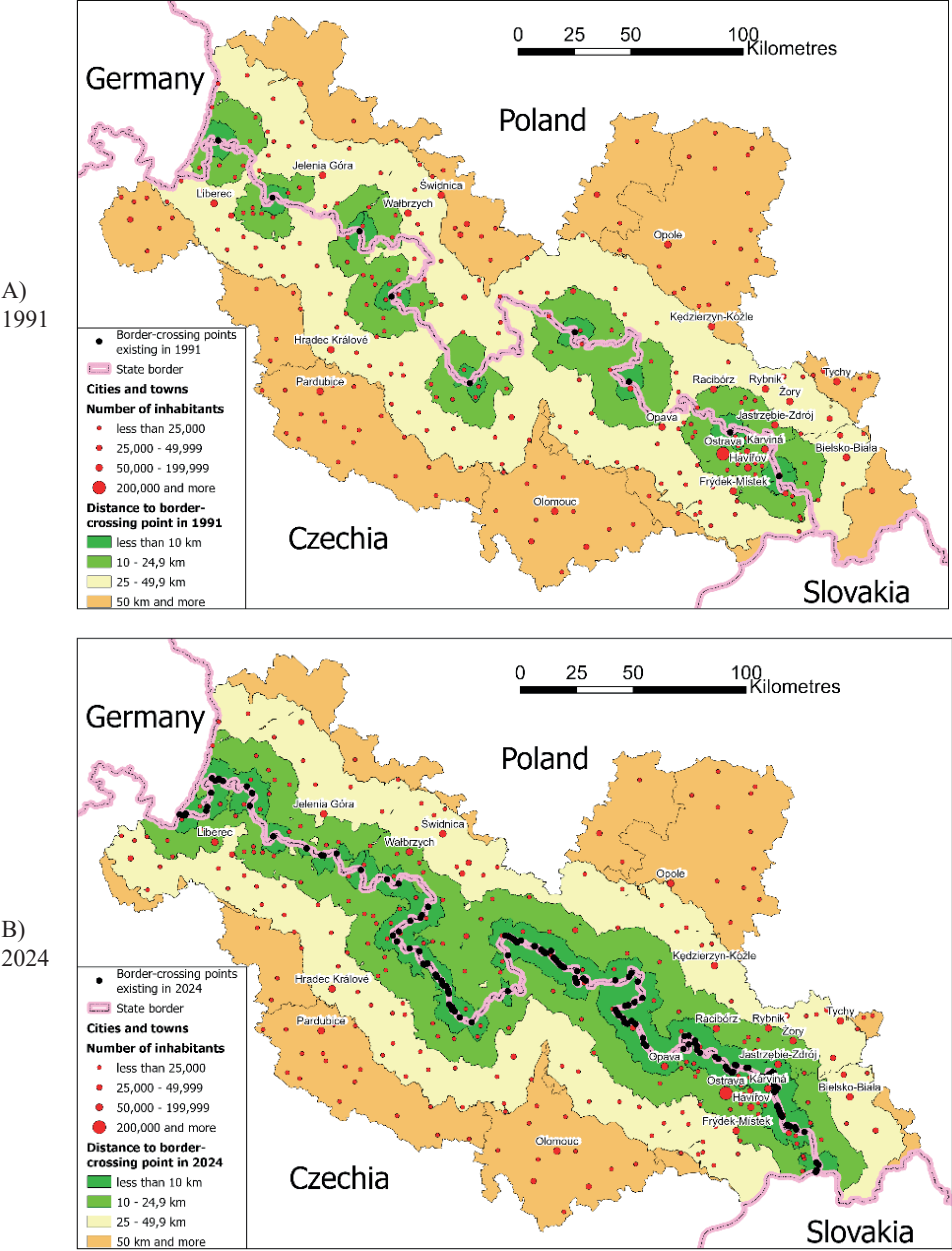 A)
1991
Germany
Poland
Czechia
Slovakia
0 25 50 100
Kilometres
Jelenia Góra
Świdnica
Liberec
Wałbrzych
Opole
Kędzierzyn-Koźle
Hradec Králové
Pardubice
Racibórz
Rybnik
Tychy
Żory
Jastrzębie-Zdrój
Opava
Ostrava
Karviná
Bielsko-Biala
Havířov
Frýdek-Místek
Olomouc
Border-crossing points
existing in 1991
State border
Cities and towns
Number of inhabitants
less than 25,000
25,000 - 49,999
50,000 - 199,999
200,000 and more
Distance to border-
crossing point in 1991
less than 10 km
10 - 24,9 km
25 - 49,9 km
50 km and more
B)
2024
Germany
Poland
Czechia
Slovakia
0 25 50 100
Kilometres
Jelenia Góra
Świdnica
Liberec
Wałbrzych
Opole
Kędzierzyn-Koźle
Hradec Králové
Pardubice
Racibórz
Rybnik
Tychy
Żory
Jastrzębie-Zdrój
Opava
Ostrava
Karviná
Bielsko-Biala
Havířov
Frýdek-Místek
Olomouc
Border-crossing points
existing in 2024
State border
Cities and towns
Number of inhabitants
less than 25,000
25,000 - 49,999
50,000 - 199,999
200,000 and more
Distance to border-
crossing point in 2024
less than 10 km
10 - 24,9 km
25 - 49,9 km
50 km and more